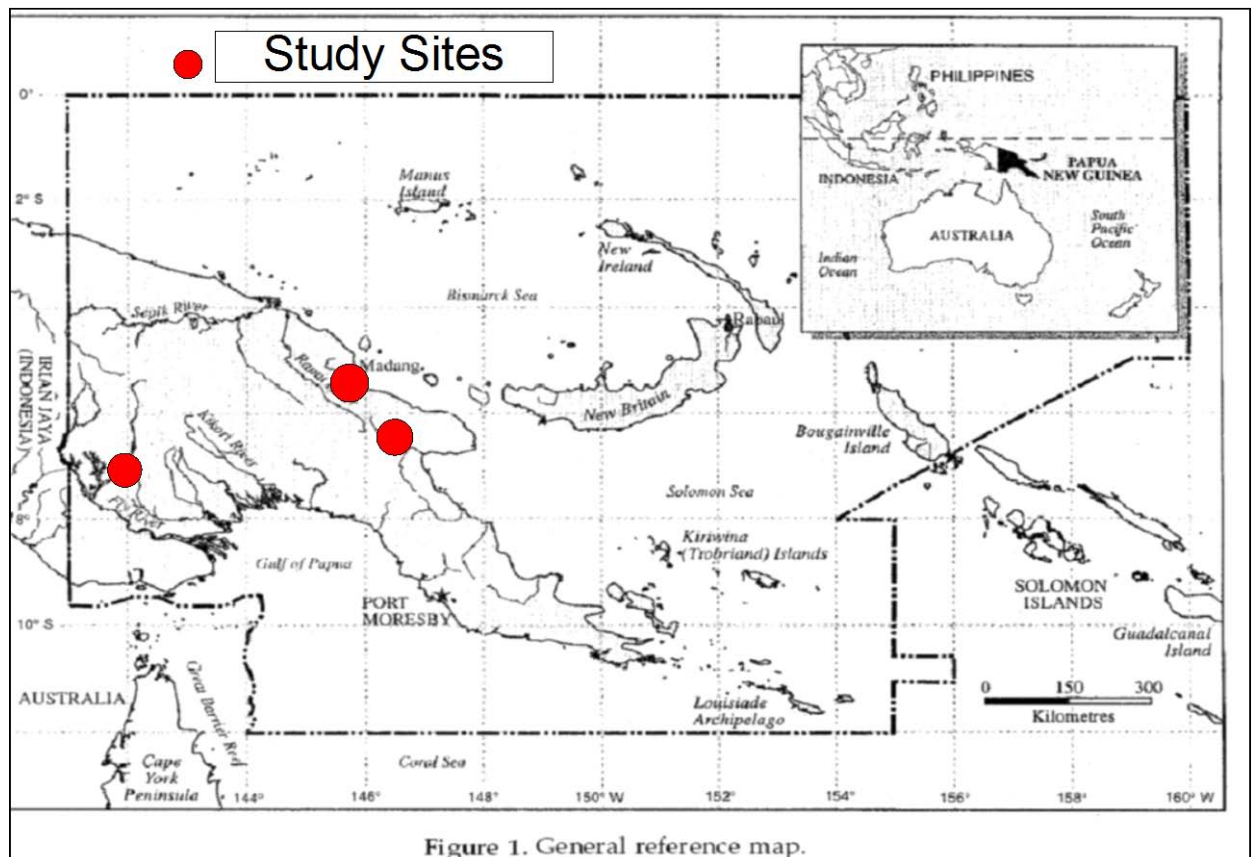 Study Sites
0°
PHILIPPINES
INDONESIA
PAPUA
NEW GUINEA
AUSTRALIA
South
Pacific
Ocean
Indian
Ocean
Manus
Island
2° S
New
Ireland
Bismarck Sea
Rabaul
Sepik River
Madang
IRIAN JAYA
(INDONESIA)
Kikori River
New Britain
Bougainville
Island
Fly River
8°
Solomon Sea
Kiriwina
(Trobriand) Islands
Gulf of Papua
SOLOMON
ISLANDS
PORT
MORESBY
10° S
Guadalcanal
Island
AUSTRALIA
Great Barrier Reef
0 150 300
Kilometres
Louisiade
Archipelago
Cape
York
Peninsula
Coral Sea
144° 146° 148° 150° W 152° 154° 156° 158° 160° W
Figure 1. General reference map.